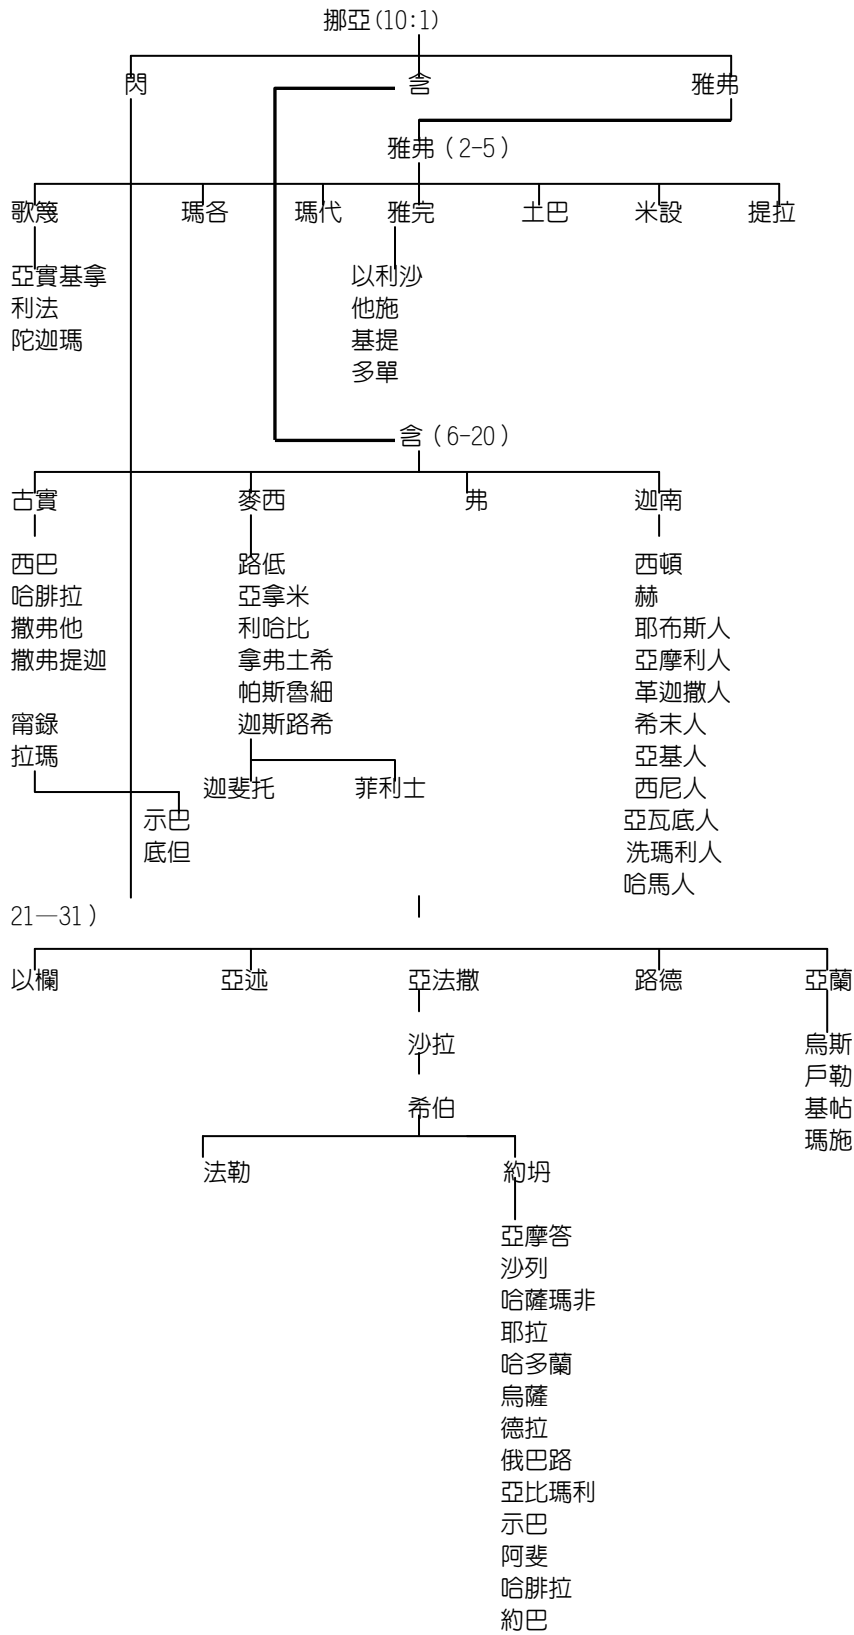 挪亞(10:1)
閃 含 雅弗
雅弗(2-5)
歌篾 瑪各 瑪代 雅完 土巴 米設 提拉
亞實基拿 以利沙
利法 他施
陀迦瑪 基提
多單
含(6-20)
古實 麥西 弗 迦南
西巴 路低 西頓
哈腓拉 亞拿米 赫
撒弗他 利哈比 耶布斯人
撒弗提迦 拿弗土希 亞摩利人
帕斯魯細 革迦撒人
甯錄 迦斯路希 希末人
拉瑪 亞基人
迦斐托 菲利士 西尼人
示巴 亞瓦底人
底但 洗瑪利人
哈馬人
21—31)
以欄 亞述 亞法撒 路德 亞蘭
沙拉 烏斯
戶勒
希伯 基帖
瑪施
法勒 約坍
亞摩答
沙列
哈薩瑪非
耶拉
哈多蘭
烏薩
德拉
俄巴路
亞比瑪利
示巴
阿斐
哈腓拉
約巴